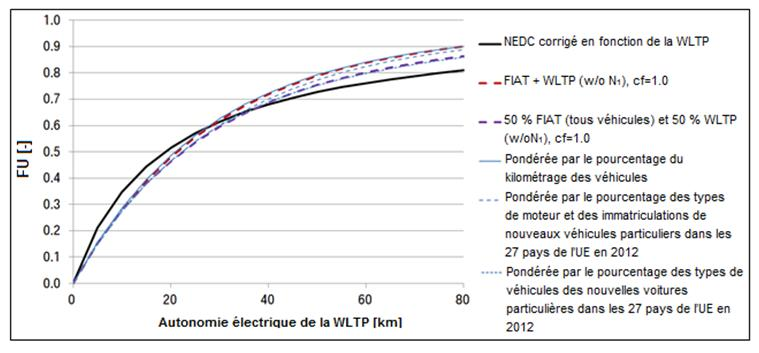 1.0
0.9
0.8
0.7
0.6
0.5
0.4
0.3
0.2
0.1
0.0
FU [-]
0
20
40
60
80
Autonomie électrique de la WLTP [km]
NEDC corrigé en fonction de la WLTP
FIAT + WLTP (w/o N₁), cf=1.0
50 % FIAT (tous véhicules) et 50 % WLTP
(w/oN₁), cf=1.0
Pondérée par le pourcentage du
kilométrage des véhicules
Pondérée par le pourcentage des types
de moteur et des immatriculations de
nouveaux véhicules particuliers dans les
27 pays de l'UE en 2012
Pondérée par le pourcentage des types de
véhicules des nouvelles voitures
particulières dans les 27 pays de l'UE en
2012